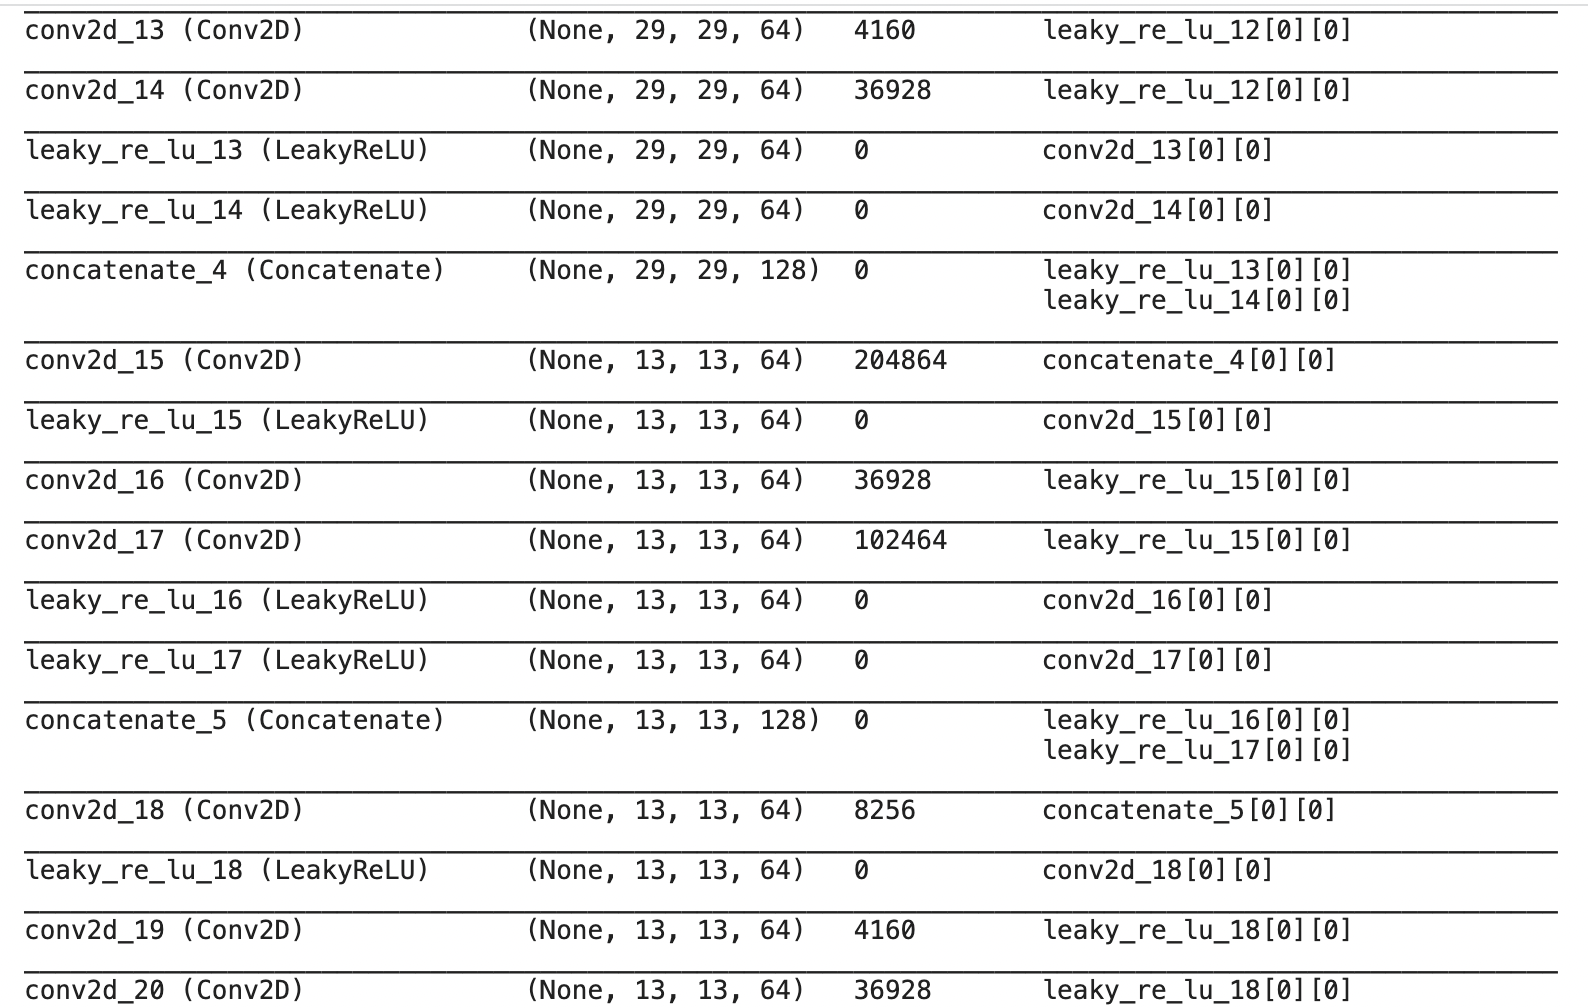 conv2d_13 (Conv2D) (None, 29, 29, 64) 4160 leaky_re_lu_12[0][0]
conv2d_14 (Conv2D) (None, 29, 29, 64) 36928 leaky_re_lu_12[0][0]
leaky_re_lu_13 (LeakyReLU) (None, 29, 29, 64) 0 conv2d_13[0][0]
leaky_re_lu_14 (LeakyReLU) (None, 29, 29, 64) 0 conv2d_14[0][0]
concatenate_4 (Concatenate) (None, 29, 29, 128) 0 leaky_re_lu_13[0][0]
leaky_re_lu_14[0][0]
conv2d_15 (Conv2D) (None, 13, 13, 64) 204864 concatenate_4[0][0]
leaky_re_lu_15 (LeakyReLU) (None, 13, 13, 64) 0 conv2d_15[0][0]
conv2d_16 (Conv2D) (None, 13, 13, 64) 36928 leaky_re_lu_15[0][0]
conv2d_17 (Conv2D) (None, 13, 13, 64) 102464 leaky_re_lu_15[0][0]
leaky_re_lu_16 (LeakyReLU) (None, 13, 13, 64) 0 conv2d_16[0][0]
leaky_re_lu_17 (LeakyReLU) (None, 13, 13, 64) 0 conv2d_17[0][0]
concatenate_5 (Concatenate) (None, 13, 13, 128) 0 leaky_re_lu_16[0][0]
leaky_re_lu_17[0][0]
conv2d_18 (Conv2D) (None, 13, 13, 64) 8256 concatenate_5[0][0]
leaky_re_lu_18 (LeakyReLU) (None, 13, 13, 64) 0 conv2d_18[0][0]
conv2d_19 (Conv2D) (None, 13, 13, 64) 4160 leaky_re_lu_18[0][0]
conv2d_20 (Conv2D) (None, 13, 13, 64) 36928 leaky_re_lu_18[0][0]